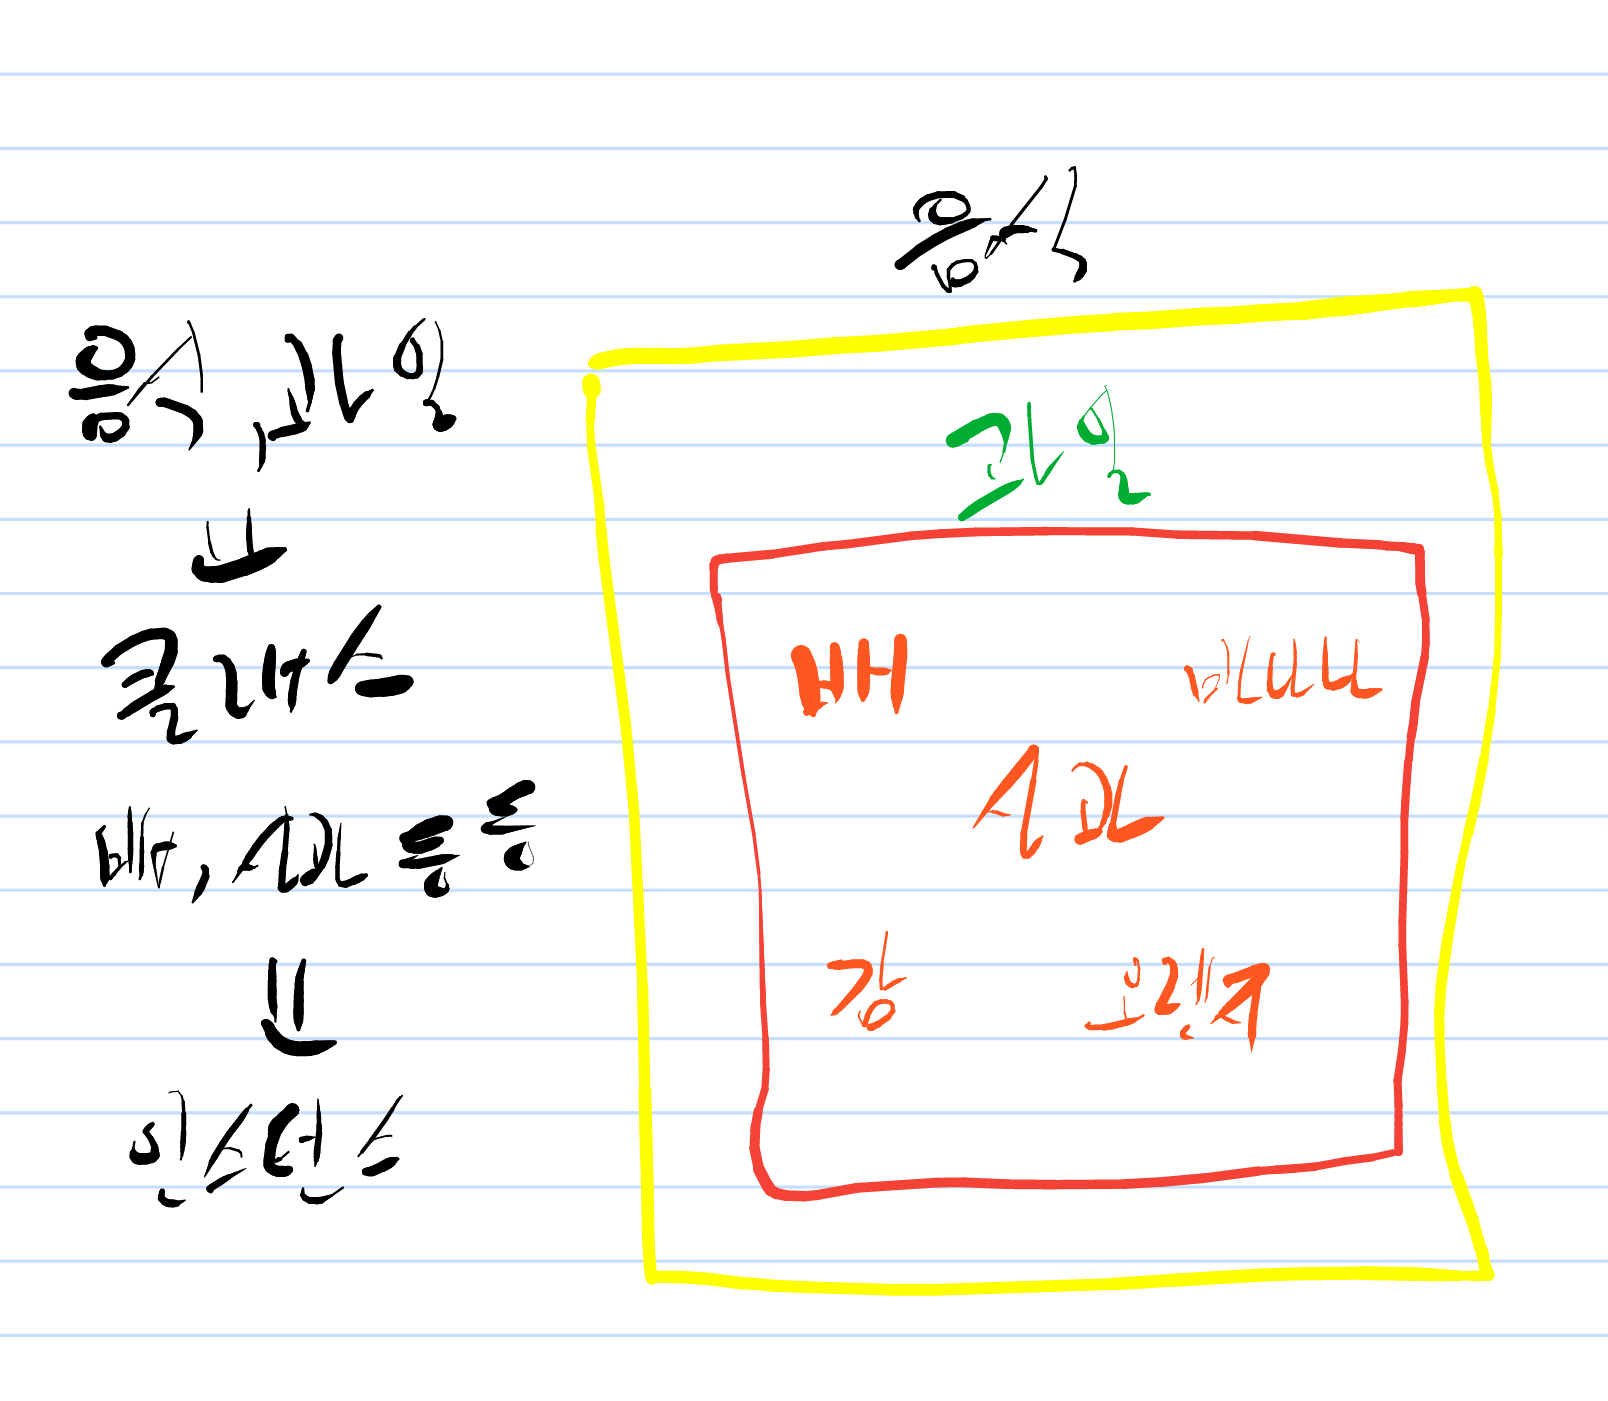 음식
음식, 과일
과일
클래스
배 바나나
사과
배, 사과 등등
감 오렌지
인스턴스